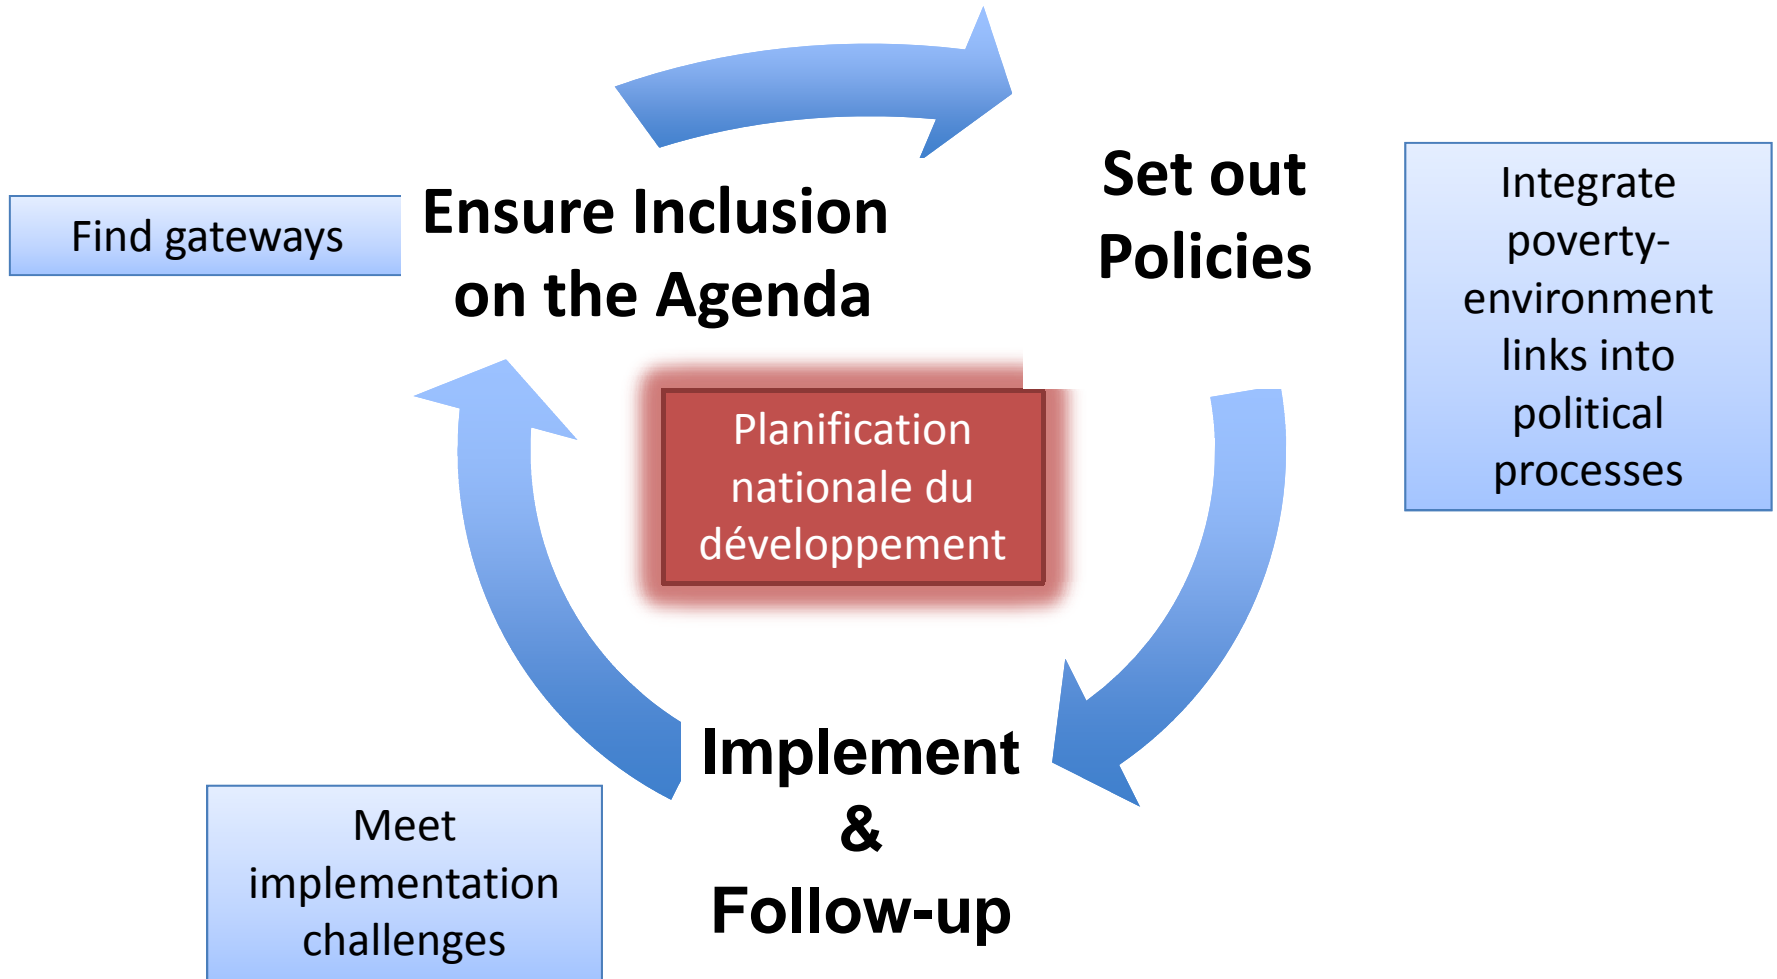 Find gateways
Ensure Inclusion
on the Agenda
Set out
Policies
Integrate
poverty-
environment
links into
political
processes
Planification
nationale du
développement
Implement
&
Follow-up
Meet
implementation
challenges